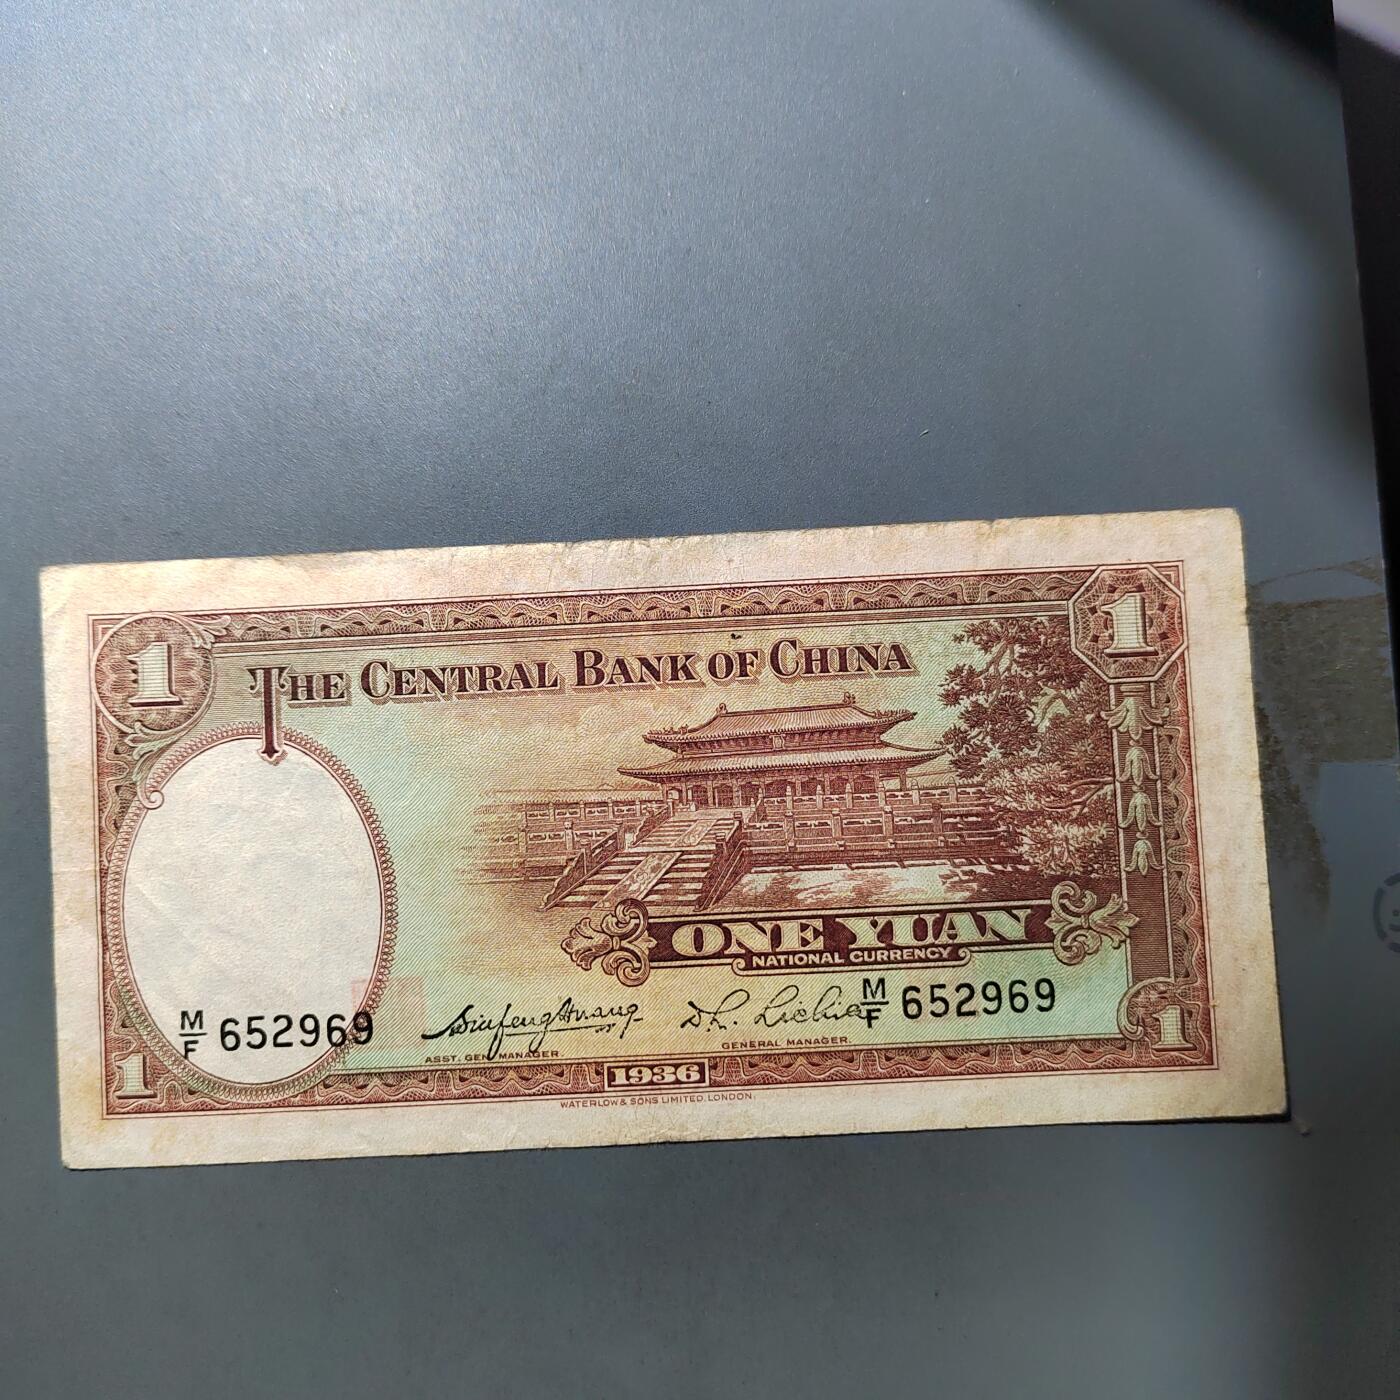 1
1
THE CENTRAL BANK OF CHINA
ONE YUAN
NATIONAL CURRENCY
M/F 652969
M/F 652969
ASST. GEN. MANAGER.
GENERAL MANAGER.
1
1936
1
WATERLOW & SONS LIMITED. LONDON.